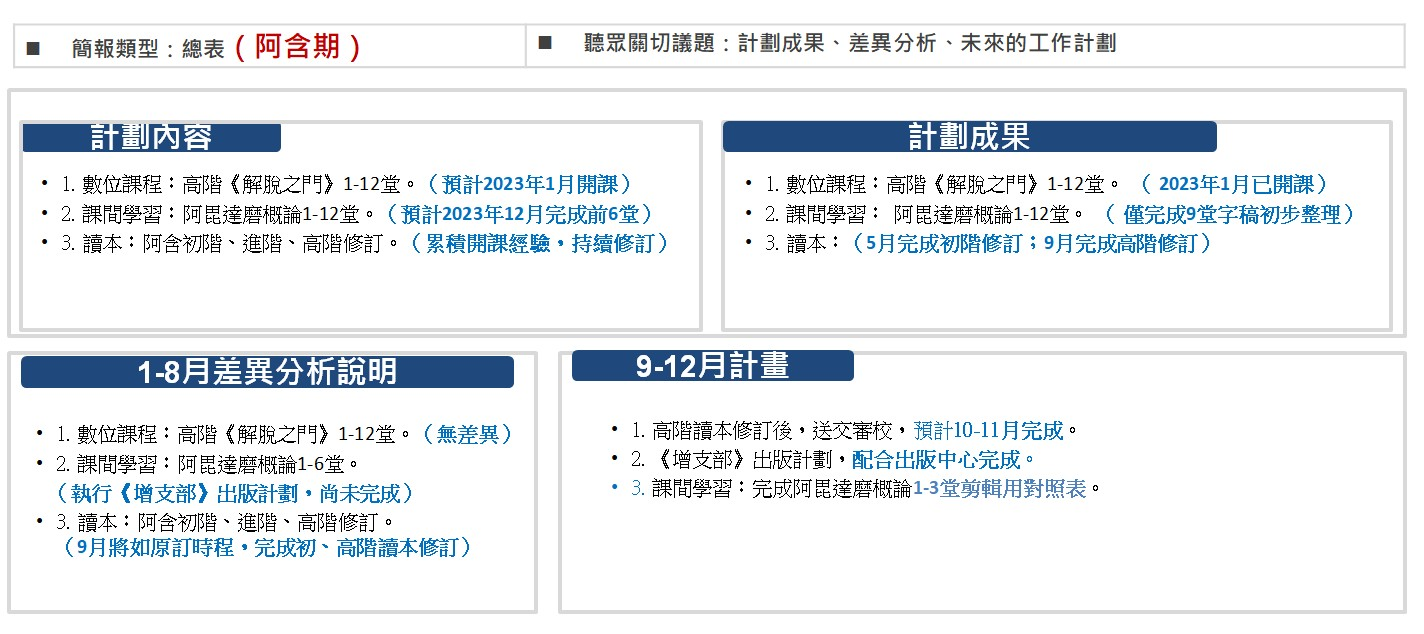 ■ 簡報類型：總表（阿含期）
■ 聽眾關切議題：計劃成果、差異分析、未來的工作計劃
計劃內容
• 1. 數位課程：高階《解脫之門》1-12堂。（預計2023年1月開課）
• 2. 課間學習：阿毘達磨概論1-12堂。（預計2023年12月完成前6堂）
• 3. 讀本：阿含初階、進階、高階修訂。（累積開課經驗，持續修訂）
計劃成果
• 1. 數位課程：高階《解脫之門》1-12堂。（ 2023年1月已開課）
• 2. 課間學習： 阿毘達磨概論1-12堂。（ 僅完成9堂字稿初步整理）
• 3. 讀本：（5月完成初階修訂；9月完成高階修訂）
1-8月差異分析說明
• 1. 數位課程：高階《解脫之門》1-12堂。（無差異）
• 2. 課間學習：阿毘達磨概論1-6堂。
（執行《增支部》出版計劃，尚未完成）
• 3. 讀本：阿含初階、進階、高階修訂。
（9月將如原訂時程，完成初、高階讀本修訂）
9-12月計畫
• 1. 高階讀本修訂後，送交審校，預計10-11月完成。
• 2. 《增支部》出版計劃，配合出版中心完成。
• 3. 課間學習：完成阿毘達磨概論1-3堂剪輯用對照表。